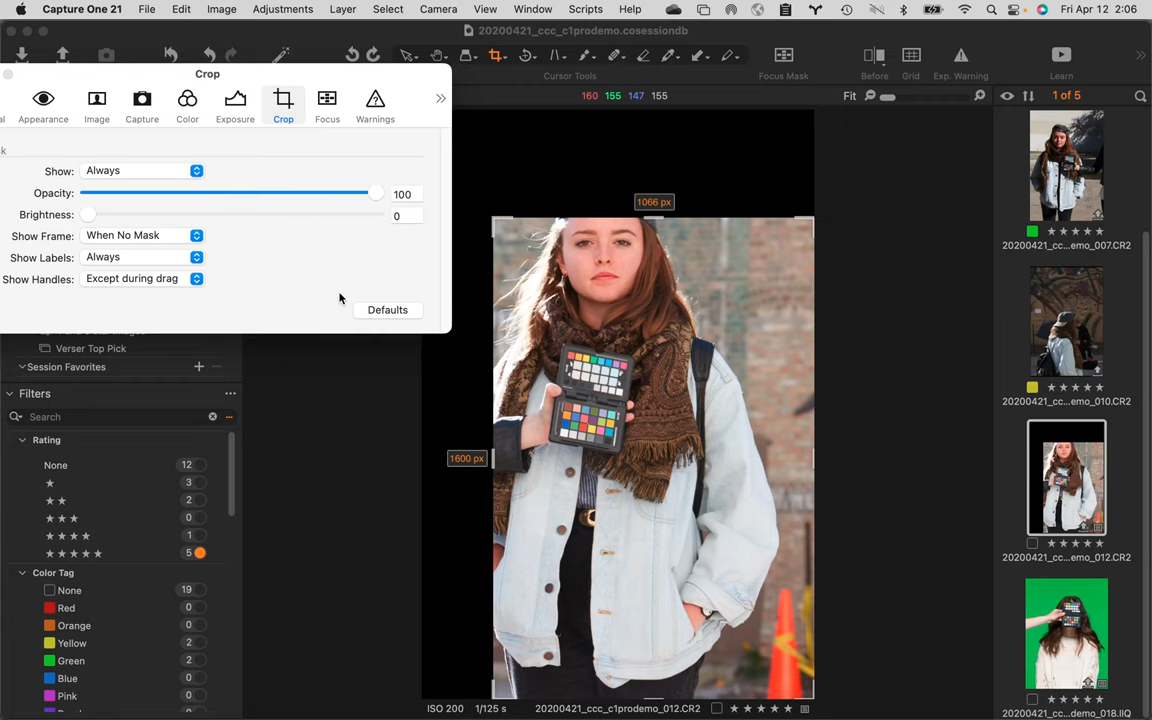 Capture One 21 File Edit Image Adjustments Layer Select Camera View Window Scripts Help Fri Apr 12 2:06
20200421_ccc_c1prodemo.cosessiondb
Crop
Cursor Tools Focus Mask Before Grid Exp. Warning Learn
al Appearance Image Capture Color Exposure Crop Focus Warnings
160 155 147 155 Fit 1 of 5
Show: Always
Opacity: 100
Brightness: 0
Show Frame: When No Mask
Show Labels: Always
Show Handles: Except during drag
Defaults
1066 px
1600 px
20200421_cc...emo_007.CR2
20200421_cc...emo_010.CR2
20200421_cc...emo_012.CR2
20200421_cc...demo_018.IIQ
Verser Top Pick
Session Favorites
Filters
Search
Rating
None 12
★ 3
★ ★ 2
★ ★ ★ 0
★ ★ ★ ★ 1
★ ★ ★ ★ ★ 5
Color Tag
None 19
Red 0
Orange 0
Yellow 2
Green 2
Blue 0
Pink 0
ISO 200 1/125 s 20200421_ccc_c1prodemo_012.CR2